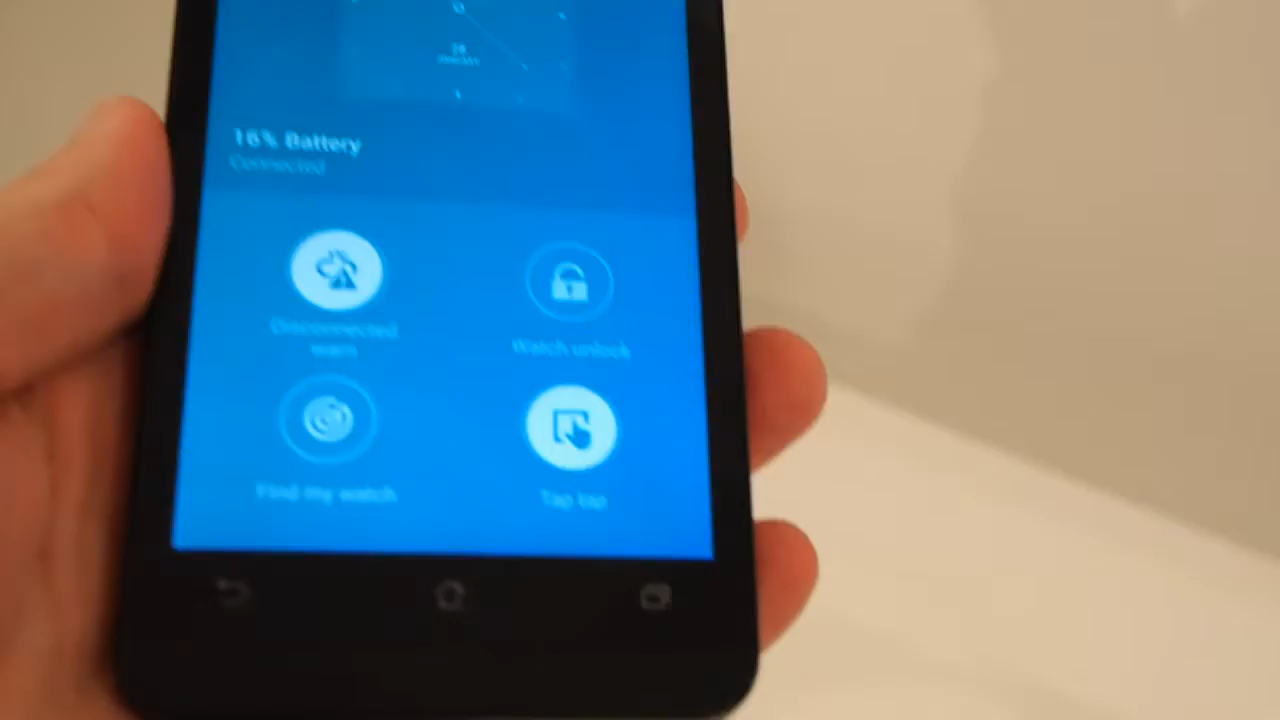 16% Battery
Connected
Disconnected
warn
Watch unlock
Find my watch
Tap tap